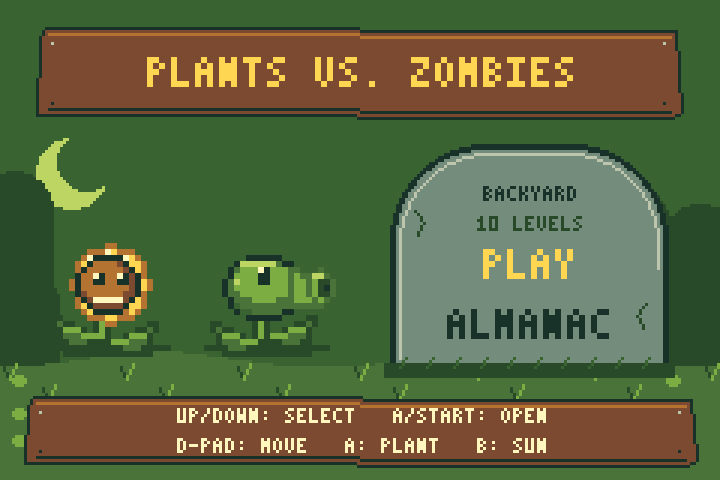 PLANTS VS. ZOMBIES
BACKYARD
10 LEVELS
PLAY
ALMANAC
UP/DOWN: SELECT A/START: OPEN
D-PAD: MOVE A: PLANT B: SUN